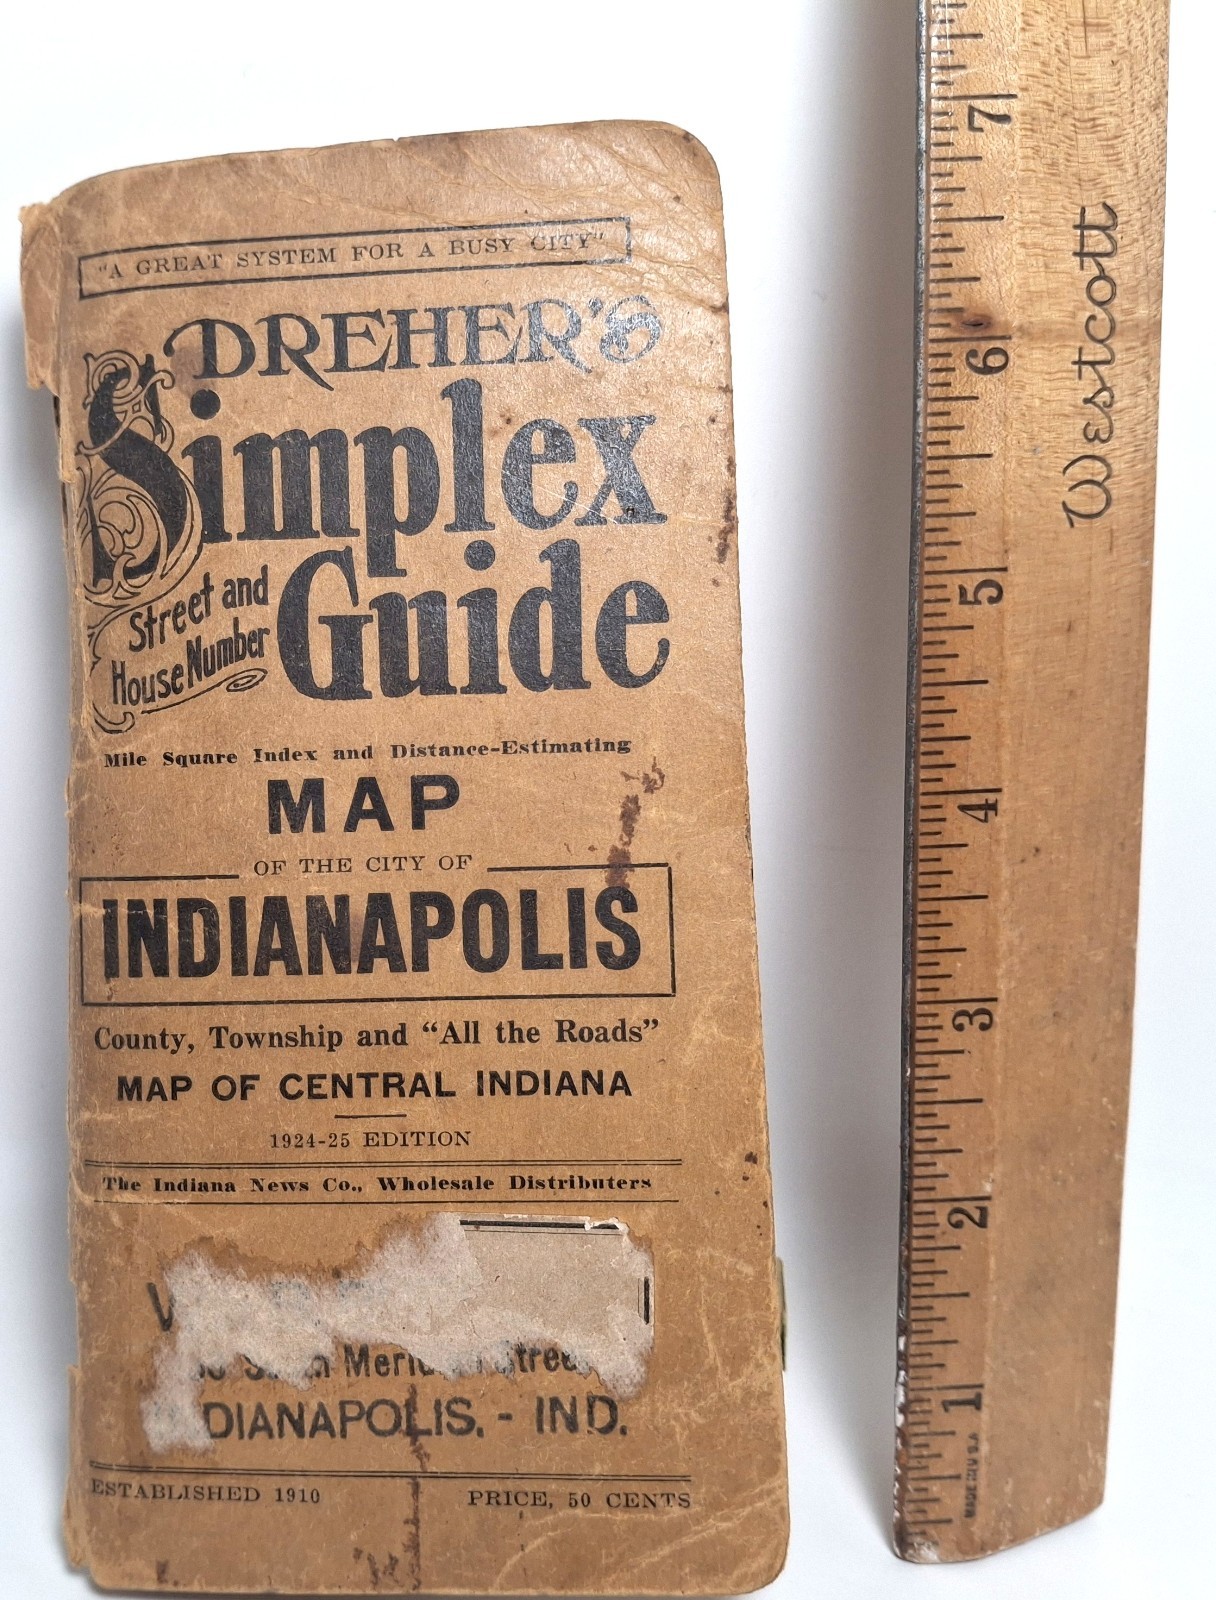 "A GREAT SYSTEM FOR A BUSY CITY"
DREHER'S
Simplex
Street and
House Number
Guide
Mile Square Index and Distance-Estimating
MAP
OF THE CITY OF
INDIANAPOLIS
County, Township and "All the Roads"
MAP OF CENTRAL INDIANA
1924-25 EDITION
The Indiana News Co., Wholesale Distributers
DIANAPOLIS. - IND.
ESTABLISHED 1910
PRICE, 50 CENTS
7
6
5
4
3
2
1
Westcott
MADE IN U.S.A